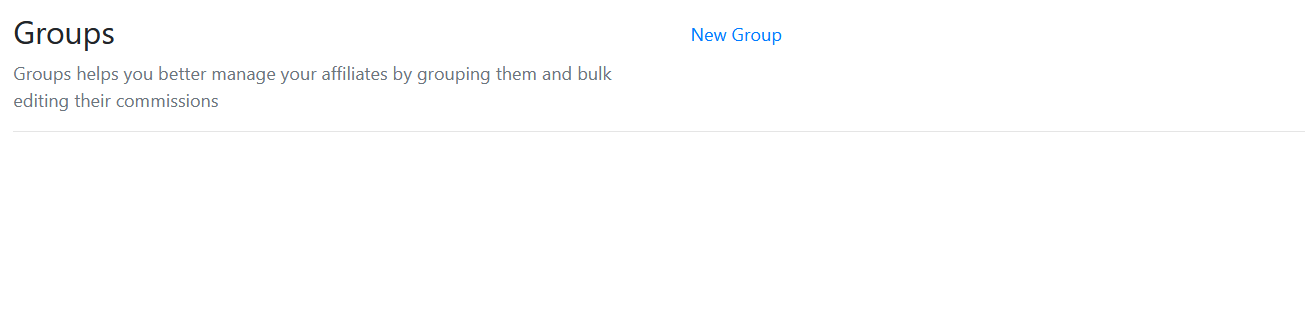 Groups
New Group
Groups helps you better manage your affiliates by grouping them and bulk
editing their commissions